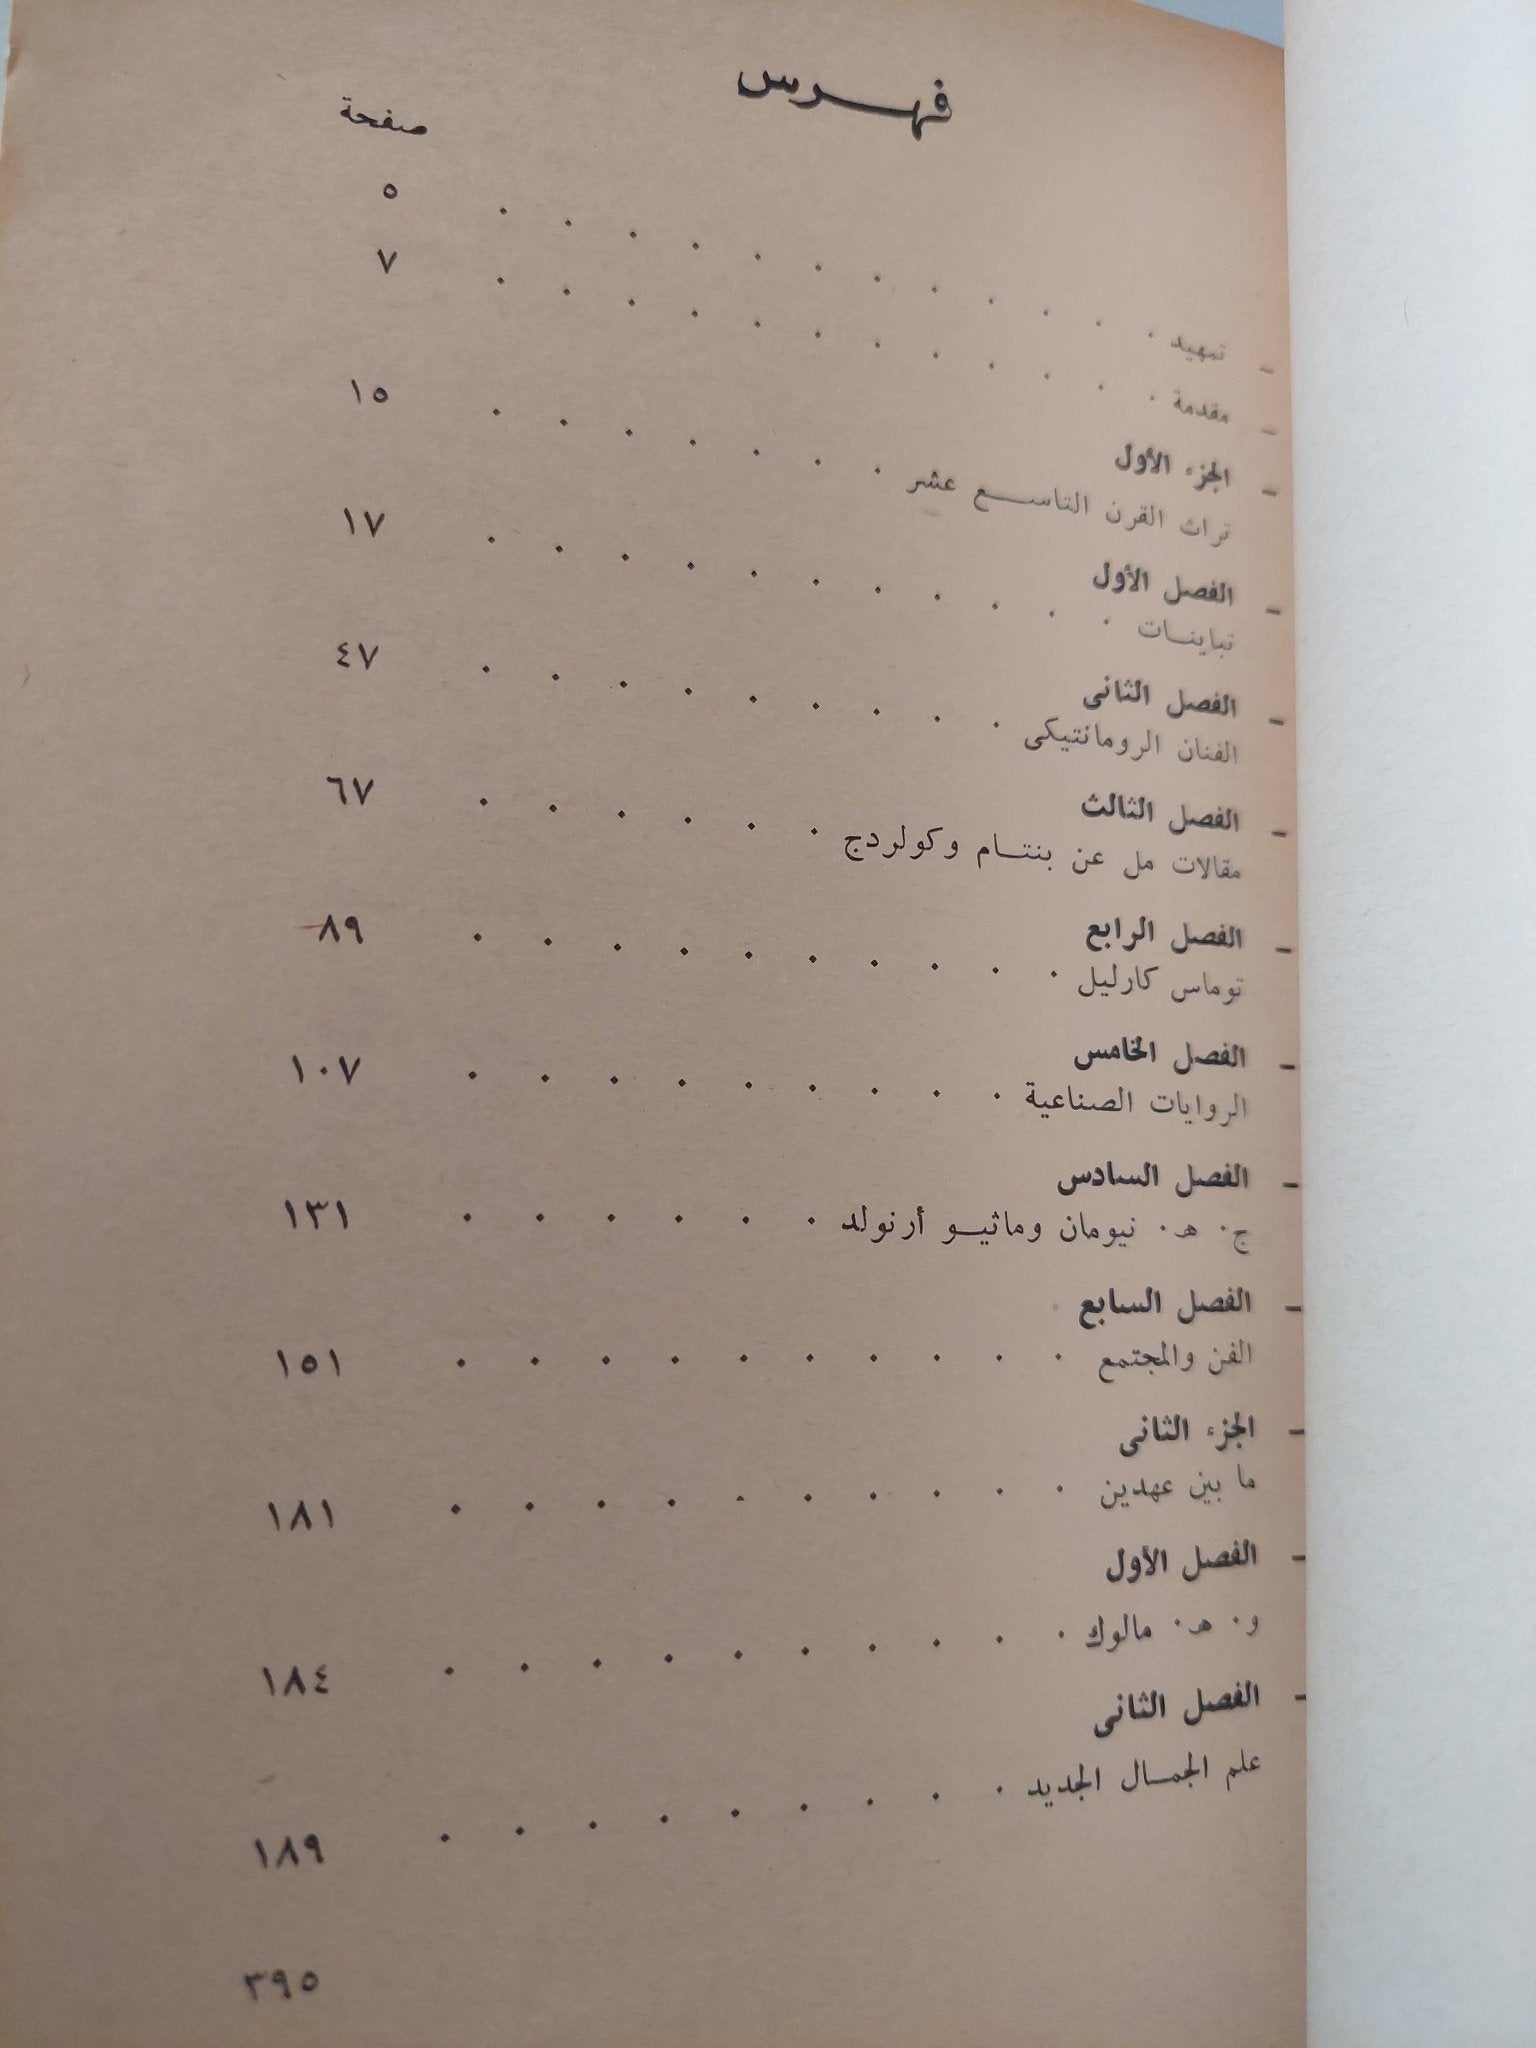 فهرس
صفحة
- تمهيد . . . . . . . . . . . . ٥
- مقدمة . . . . . . . . . . . . ٧
- الجزء الأول
تراث القرن التاسع عشر . . . . . . . ١٥
- الفصل الأول
تباينات . . . . . . . . . . . ١٧
- الفصل الثانى
الفنان الرومانتيكى . . . . . . . . . ٤٧
- الفصل الثالث
مقالات مل عن بنتام وكولردج . . . . . . ٦٧
- الفصل الرابع
توماس كارليل . . . . . . . . . . ٨٩
- الفصل الخامس
الروايات الصناعية . . . . . . . . . ١٠٧
- الفصل السادس
ج. هـ. نيومان وماثيو أرنولد . . . . . . ١٣١
- الفصل السابع
الفن والمجتمع . . . . . . . . . . ١٥١
- الجزء الثانى
ما بين عهدين . . . . . . . . . . ١٨١
- الفصل الأول
و. هـ. مالوك . . . . . . . . . . ١٨٤
- الفصل الثانى
علم الجمال الجديد . . . . . . . . . ١٨٩
٣٩٥